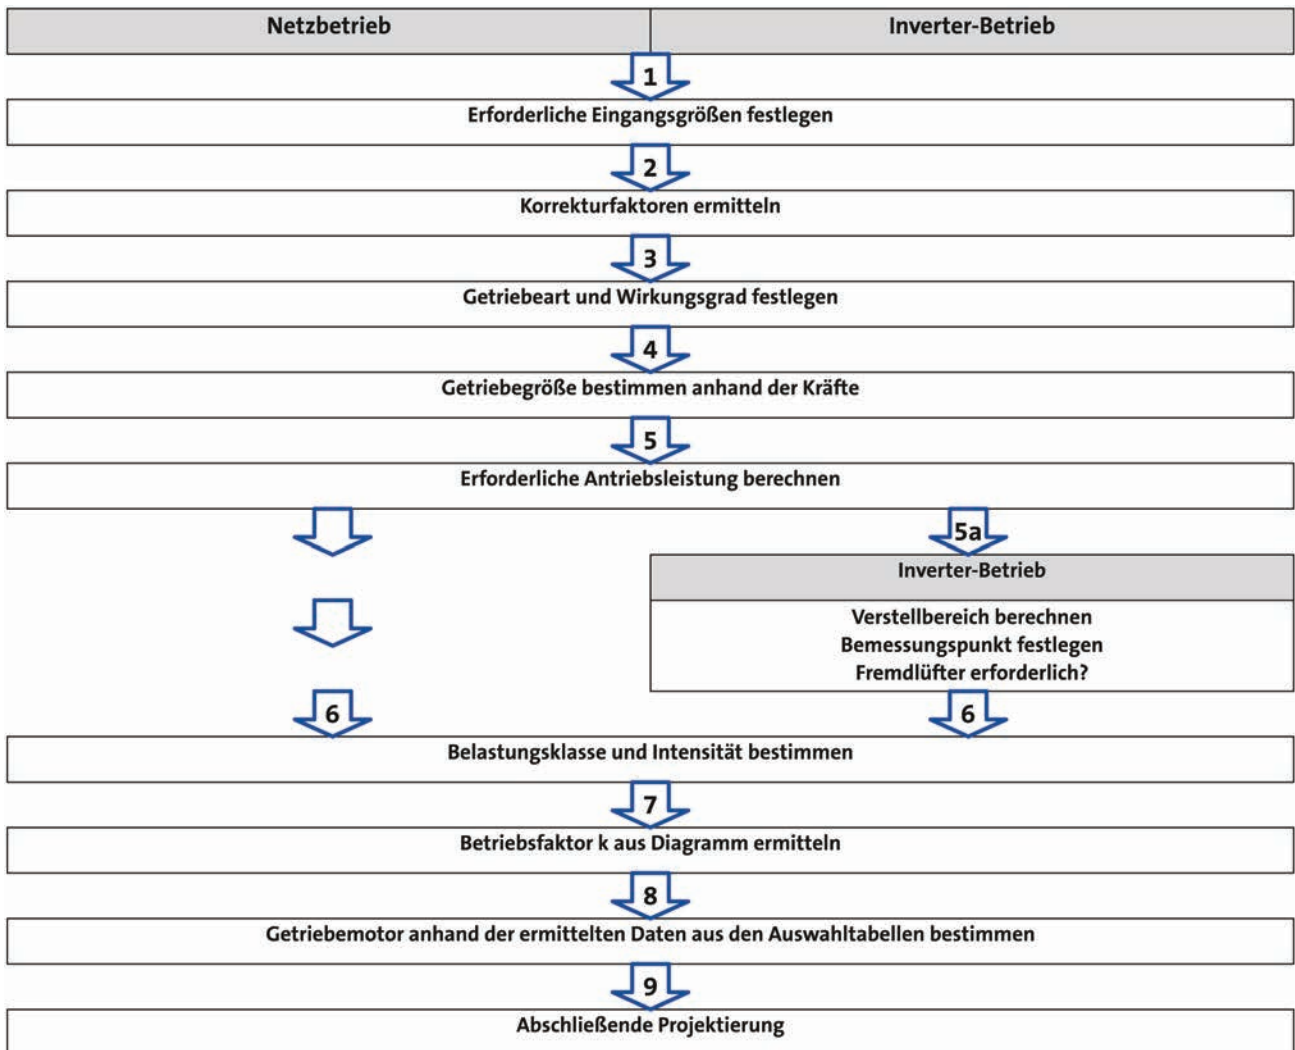 Netzbetrieb
Inverter-Betrieb
1
Erforderliche Eingangsgrößen festlegen
2
Korrekturfaktoren ermitteln
3
Getriebeart und Wirkungsgrad festlegen
4
Getriebegröße bestimmen anhand der Kräfte
5
Erforderliche Antriebsleistung berechnen
5a
Inverter-Betrieb
Verstellbereich berechnen
Bemessungspunkt festlegen
Fremdlüfter erforderlich?
6
6
Belastungsklasse und Intensität bestimmen
7
Betriebsfaktor k aus Diagramm ermitteln
8
Getriebemotor anhand der ermittelten Daten aus den Auswahltabellen bestimmen
9
Abschließende Projektierung